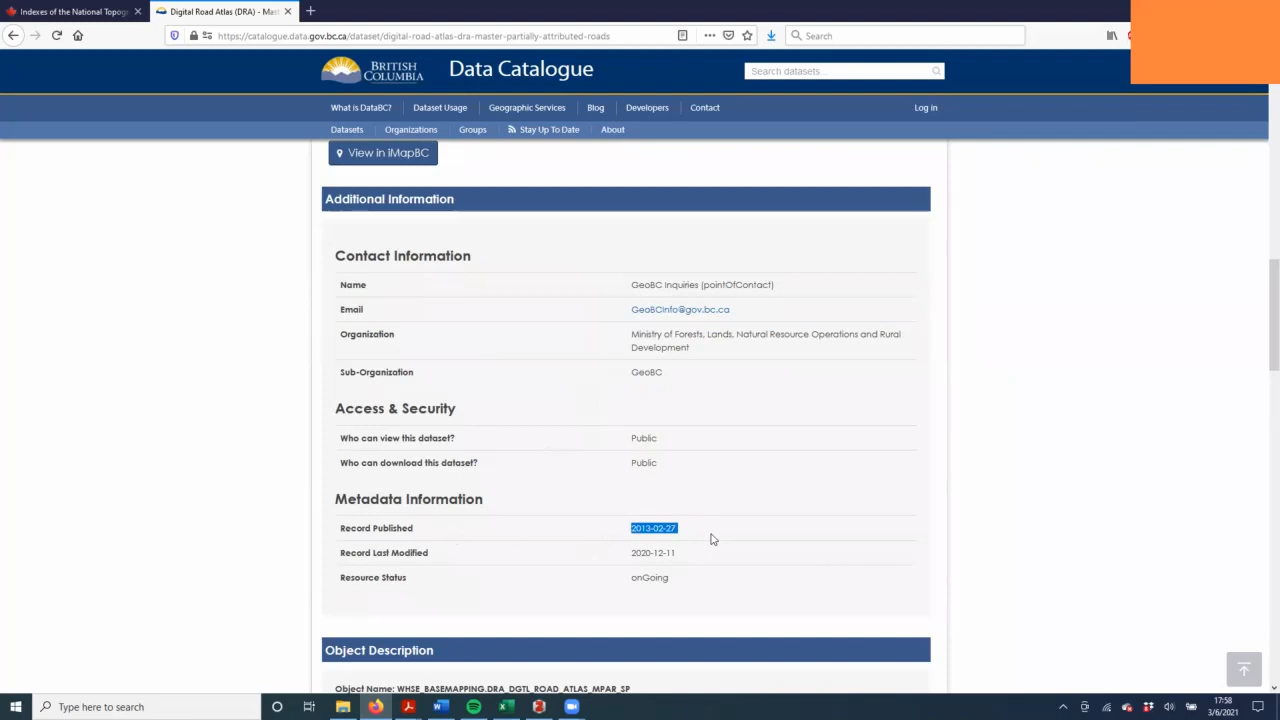 Indexes of the National Topogr
Digital Road Atlas (DRA) - Mas
https://catalogue.data.gov.bc.ca/dataset/digital-road-atlas-dra-master-partially-attributed-roads
Search
BRITISH
COLUMBIA
Data Catalogue
Search datasets...
What is DataBC?
Dataset Usage
Geographic Services
Blog
Developers
Contact
Log in
Datasets
Organizations
Groups
Stay Up To Date
About
View in iMapBC
Additional Information
Contact Information
Name GeoBC Inquiries (pointOfContact)
Email GeoBCInfo@gov.bc.ca
Organization Ministry of Forests, Lands, Natural Resource Operations and Rural
Development
Sub-Organization GeoBC
Access & Security
Who can view this dataset? Public
Who can download this dataset? Public
Metadata Information
Record Published 2013-02-27
Record Last Modified 2020-12-11
Resource Status onGoing
Object Description
Object Name: WHSE_BASEMAPPING.DRA_DGTL_ROAD_ATLAS_MPAR_SP
Type here to search
17:58
3/6/2021